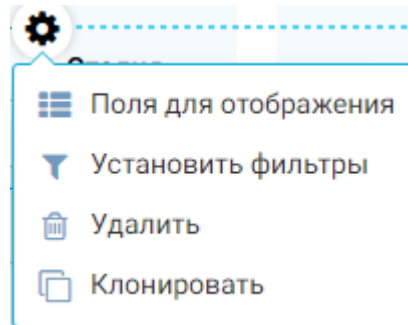 Поля для отображения
Установить фильтры
Удалить
Клонировать